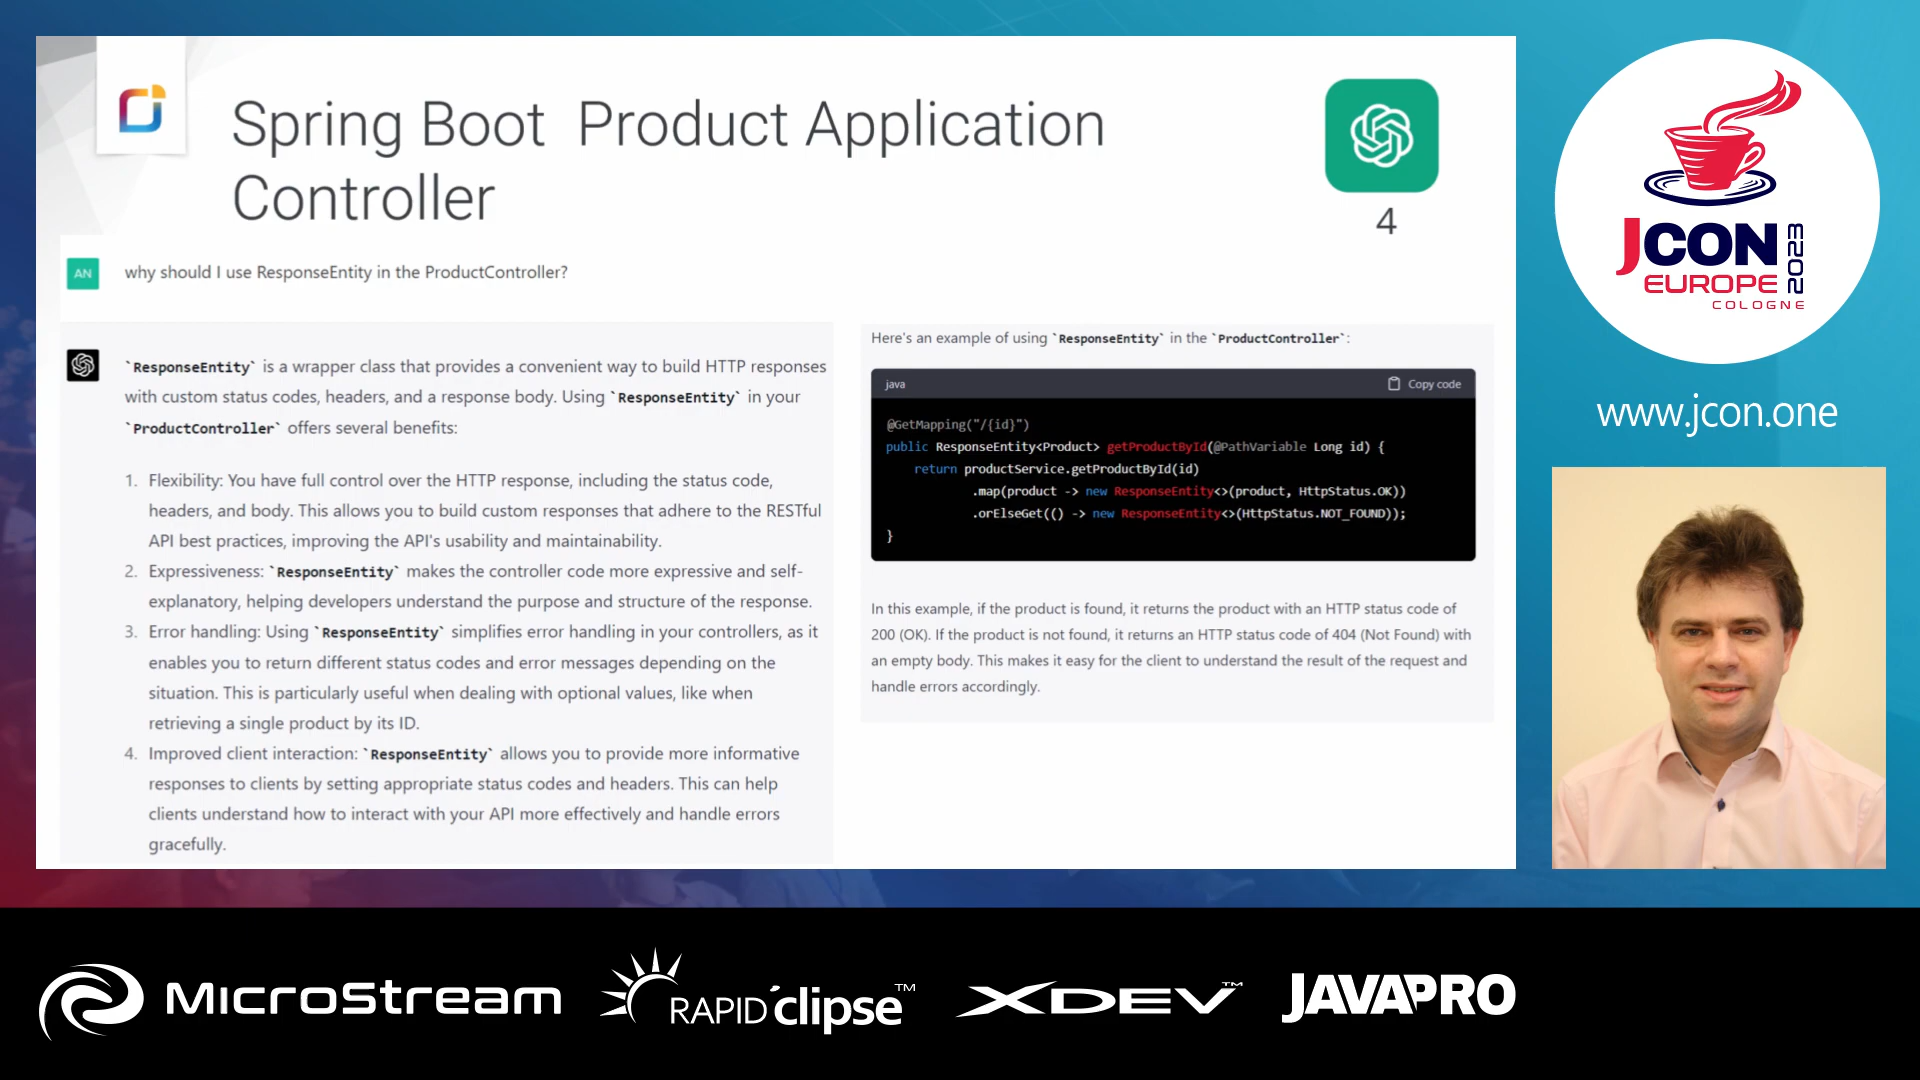 Spring Boot  Product Application
Controller
4
AN
why should I use ResponseEntity in the ProductController?
`ResponseEntity` is a wrapper class that provides a convenient way to build HTTP responses
with custom status codes, headers, and a response body. Using `ResponseEntity` in your
`ProductController` offers several benefits:
1. Flexibility: You have full control over the HTTP response, including the status code,
headers, and body. This allows you to build custom responses that adhere to the RESTful
API best practices, improving the API's usability and maintainability.
2. Expressiveness: `ResponseEntity` makes the controller code more expressive and self-
explanatory, helping developers understand the purpose and structure of the response.
3. Error handling: Using `ResponseEntity` simplifies error handling in your controllers, as it
enables you to return different status codes and error messages depending on the
situation. This is particularly useful when dealing with optional values, like when
retrieving a single product by its ID.
4. Improved client interaction: `ResponseEntity` allows you to provide more informative
responses to clients by setting appropriate status codes and headers. This can help
clients understand how to interact with your API more effectively and handle errors
gracefully.
Here's an example of using `ResponseEntity` in the `ProductController`:
java
Copy code
@GetMapping("/{id}")
public ResponseEntity<Product> getProductById(@PathVariable Long id) {
    return productService.getProductById(id)
            .map(product -> new ResponseEntity<>(product, HttpStatus.OK))
            .orElseGet(() -> new ResponseEntity<>(HttpStatus.NOT_FOUND));
}
In this example, if the product is found, it returns the product with an HTTP status code of
200 (OK). If the product is not found, it returns an HTTP status code of 404 (Not Found) with
an empty body. This makes it easy for the client to understand the result of the request and
handle errors accordingly.
JCON
EUROPE
2023
COLOGNE
www.jcon.one
MicroStream
RAPIDclipse™
XDEV™
JAVAPRO